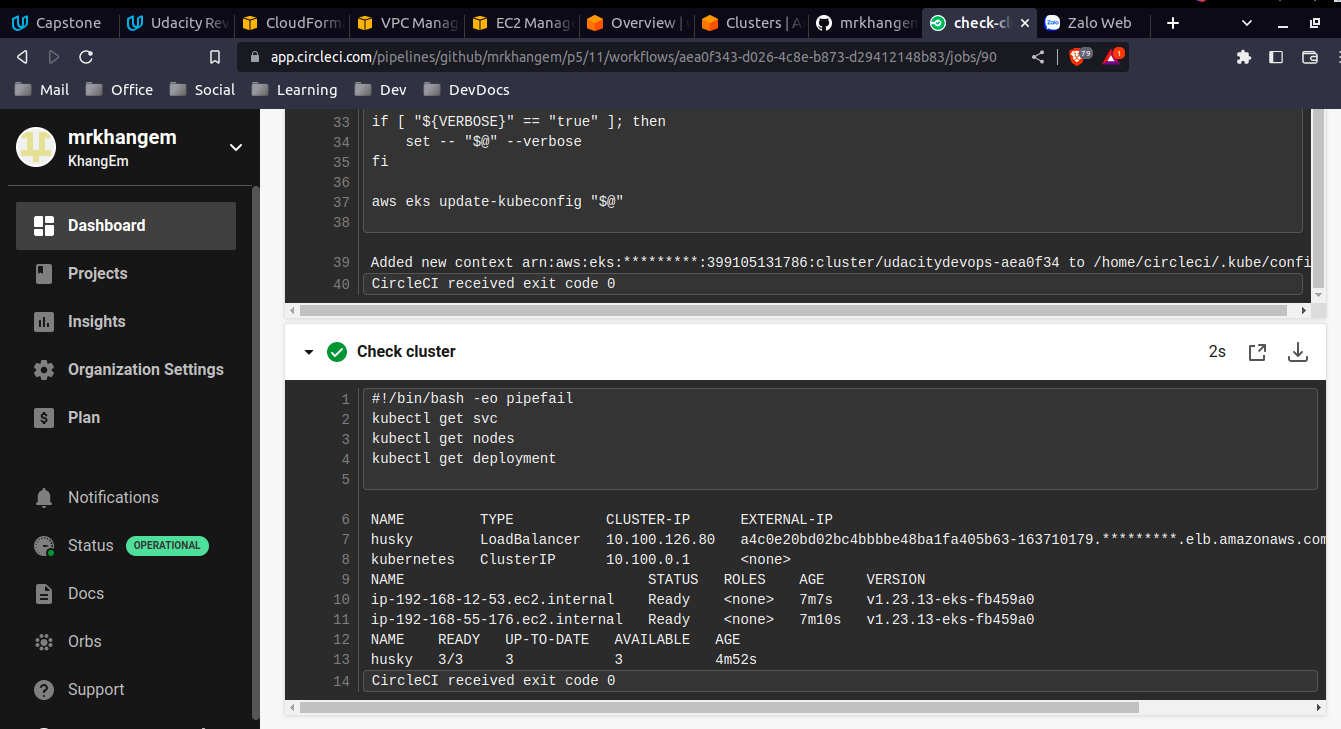 Capstone
Udacity Rev
CloudForm
VPC Manag
EC2 Manag
Overview |
Clusters | A
mrkhangem
check-cl
Zalo Web
app.circleci.com/pipelines/github/mrkhangem/p5/11/workflows/aea0f343-d026-4c8e-b873-d29412148b83/jobs/90
79
1
Mail
Office
Social
Learning
Dev
DevDocs
mrkhangem
KhangEm
Dashboard
Projects
Insights
Organization Settings
Plan
Notifications
Status OPERATIONAL
Docs
Orbs
Support
33 if [ "${VERBOSE}" == "true" ]; then
34 set -- "$@" --verbose
35 fi
36
37 aws eks update-kubeconfig "$@"
38
39 Added new context arn:aws:eks:*********:399105131786:cluster/udacitydevops-aea0f34 to /home/circleci/.kube/confi
40 CircleCI received exit code 0
Check cluster
2s
1 #!/bin/bash -eo pipefail
2 kubectl get svc
3 kubectl get nodes
4 kubectl get deployment
5
6 NAME TYPE CLUSTER-IP EXTERNAL-IP
7 husky LoadBalancer 10.100.126.80 a4c0e20bd02bc4bbbbe48ba1fa405b63-163710179.*********.elb.amazonaws.com
8 kubernetes ClusterIP 10.100.0.1 <none>
9 NAME STATUS ROLES AGE VERSION
10 ip-192-168-12-53.ec2.internal Ready <none> 7m7s v1.23.13-eks-fb459a0
11 ip-192-168-55-176.ec2.internal Ready <none> 7m10s v1.23.13-eks-fb459a0
12 NAME READY UP-TO-DATE AVAILABLE AGE
13 husky 3/3 3 3 4m52s
14 CircleCI received exit code 0